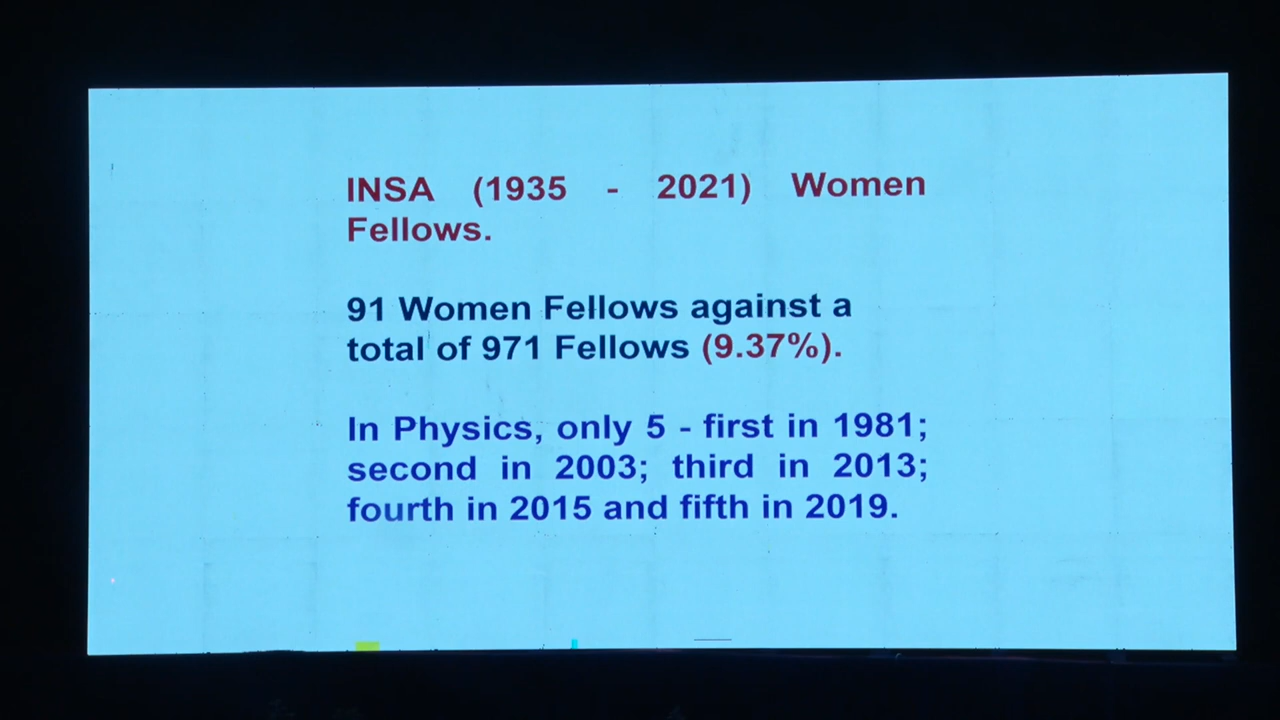 INSA (1935 - 2021) Women
Fellows.
91 Women Fellows against a
total of 971 Fellows (9.37%).
In Physics, only 5 - first in 1981;
second in 2003; third in 2013;
fourth in 2015 and fifth in 2019.